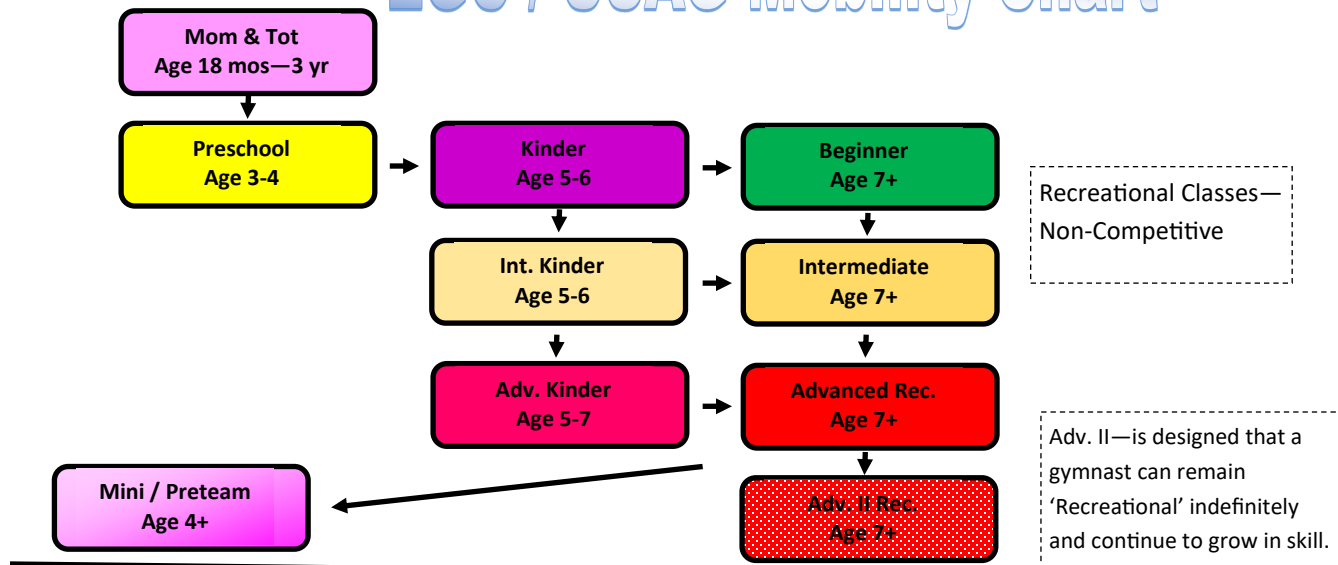 Mobility Chart
Mom & Tot
Age 18 mos—3 yr
Preschool
Age 3-4
Kinder
Age 5-6
Beginner
Age 7+
Recreational Classes—
Non-Competitive
Int. Kinder
Age 5-6
Intermediate
Age 7+
Adv. Kinder
Age 5-7
Advanced Rec.
Age 7+
Adv. II—is designed that a
gymnast can remain
‘Recreational’ indefinitely
and continue to grow in skill.
Mini / Preteam
Age 4+
Adv. II Rec.
Age 7+